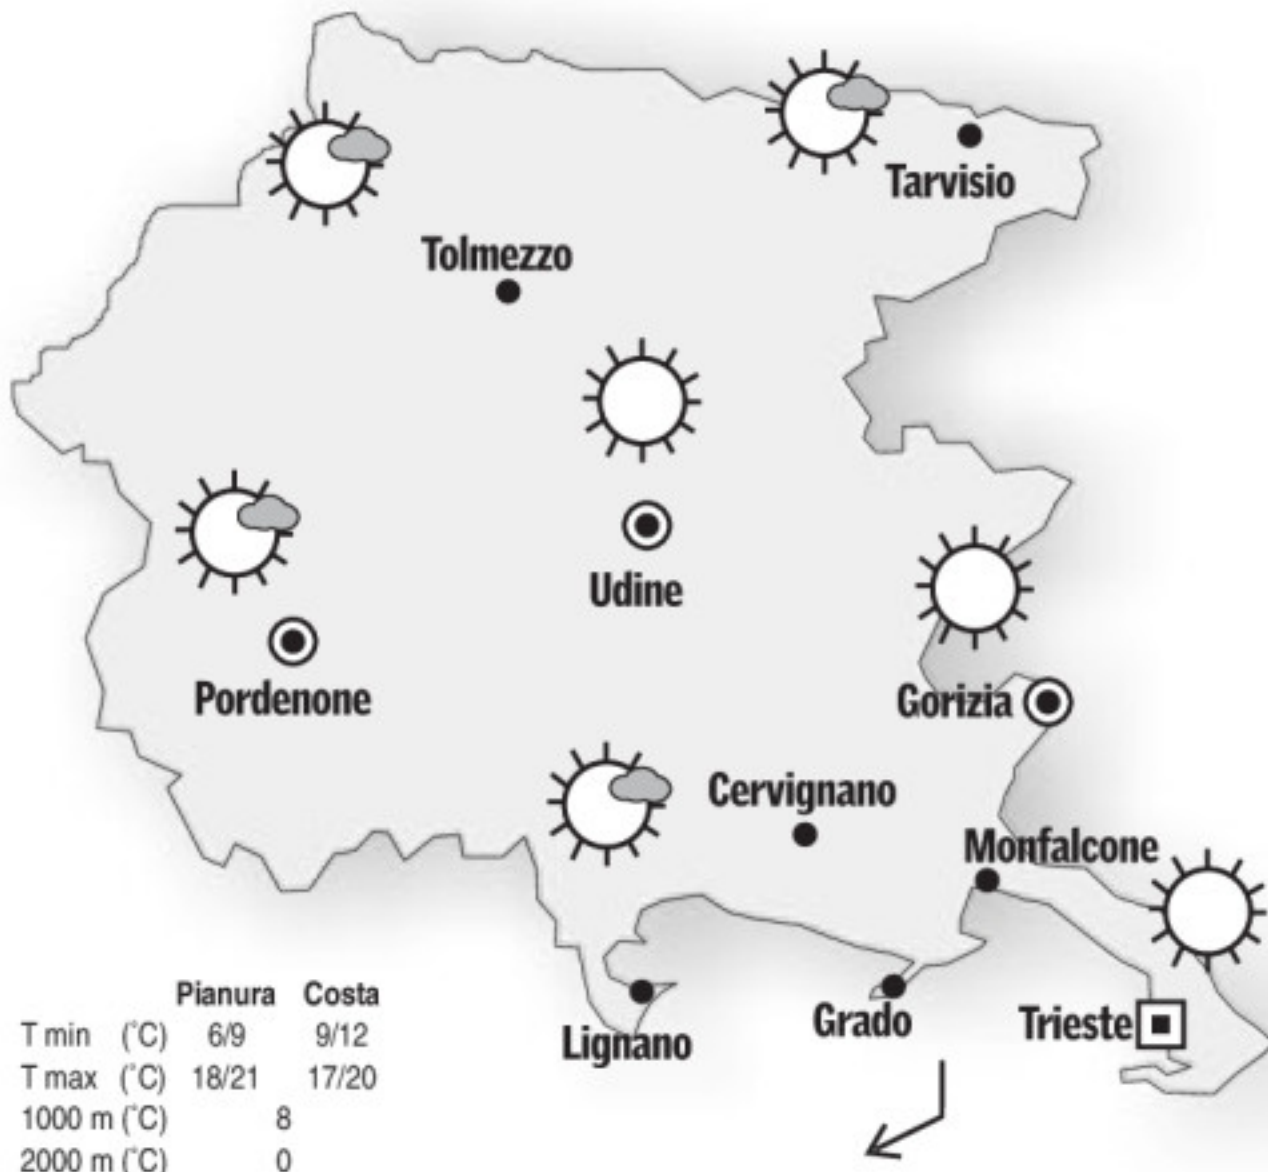 Tarvisio
Tolmezzo
Udine
Pordenone
Gorizia
Cervignano
Monfalcone
Lignano
Grado
Trieste
Pianura Costa
T min (°C) 6/9 9/12
T max (°C) 18/21 17/20
1000 m (°C) 8
2000 m (°C) 0